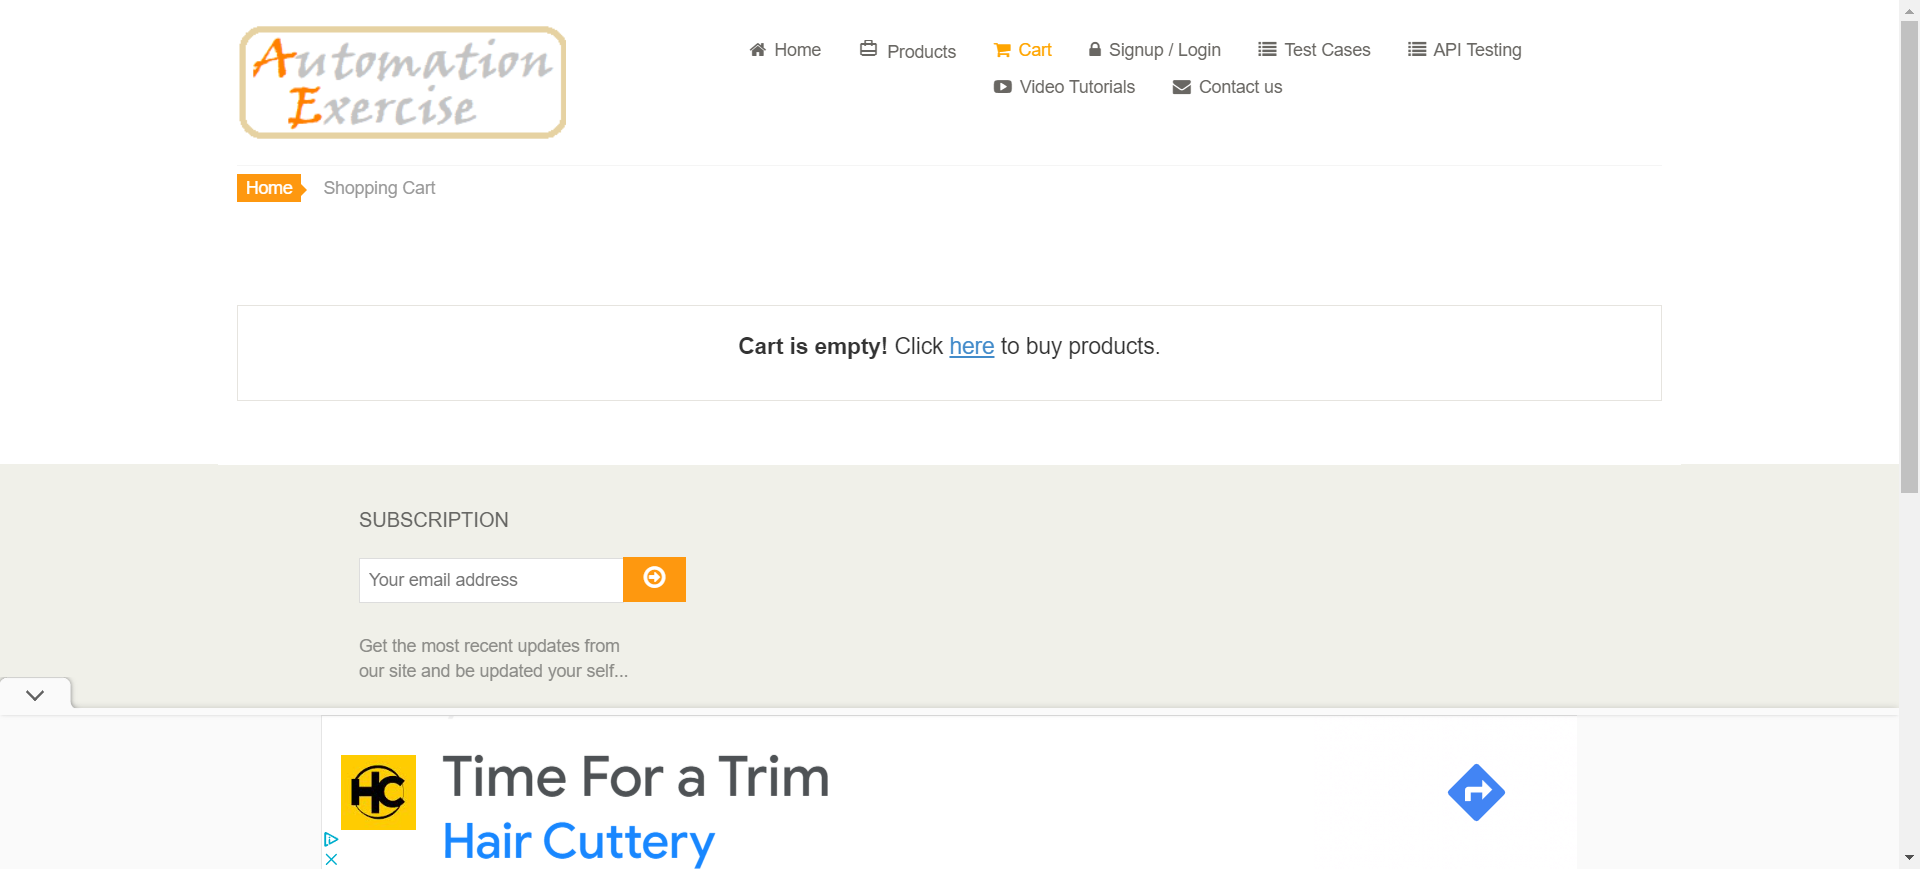 Automation
Exercise
Home
Products
Cart
Signup / Login
Test Cases
API Testing
Video Tutorials
Contact us
Home
Shopping Cart
Cart is empty! Click here to buy products.
SUBSCRIPTION
Your email address
Get the most recent updates from
our site and be updated your self...
HC
Time For a Trim
Hair Cuttery